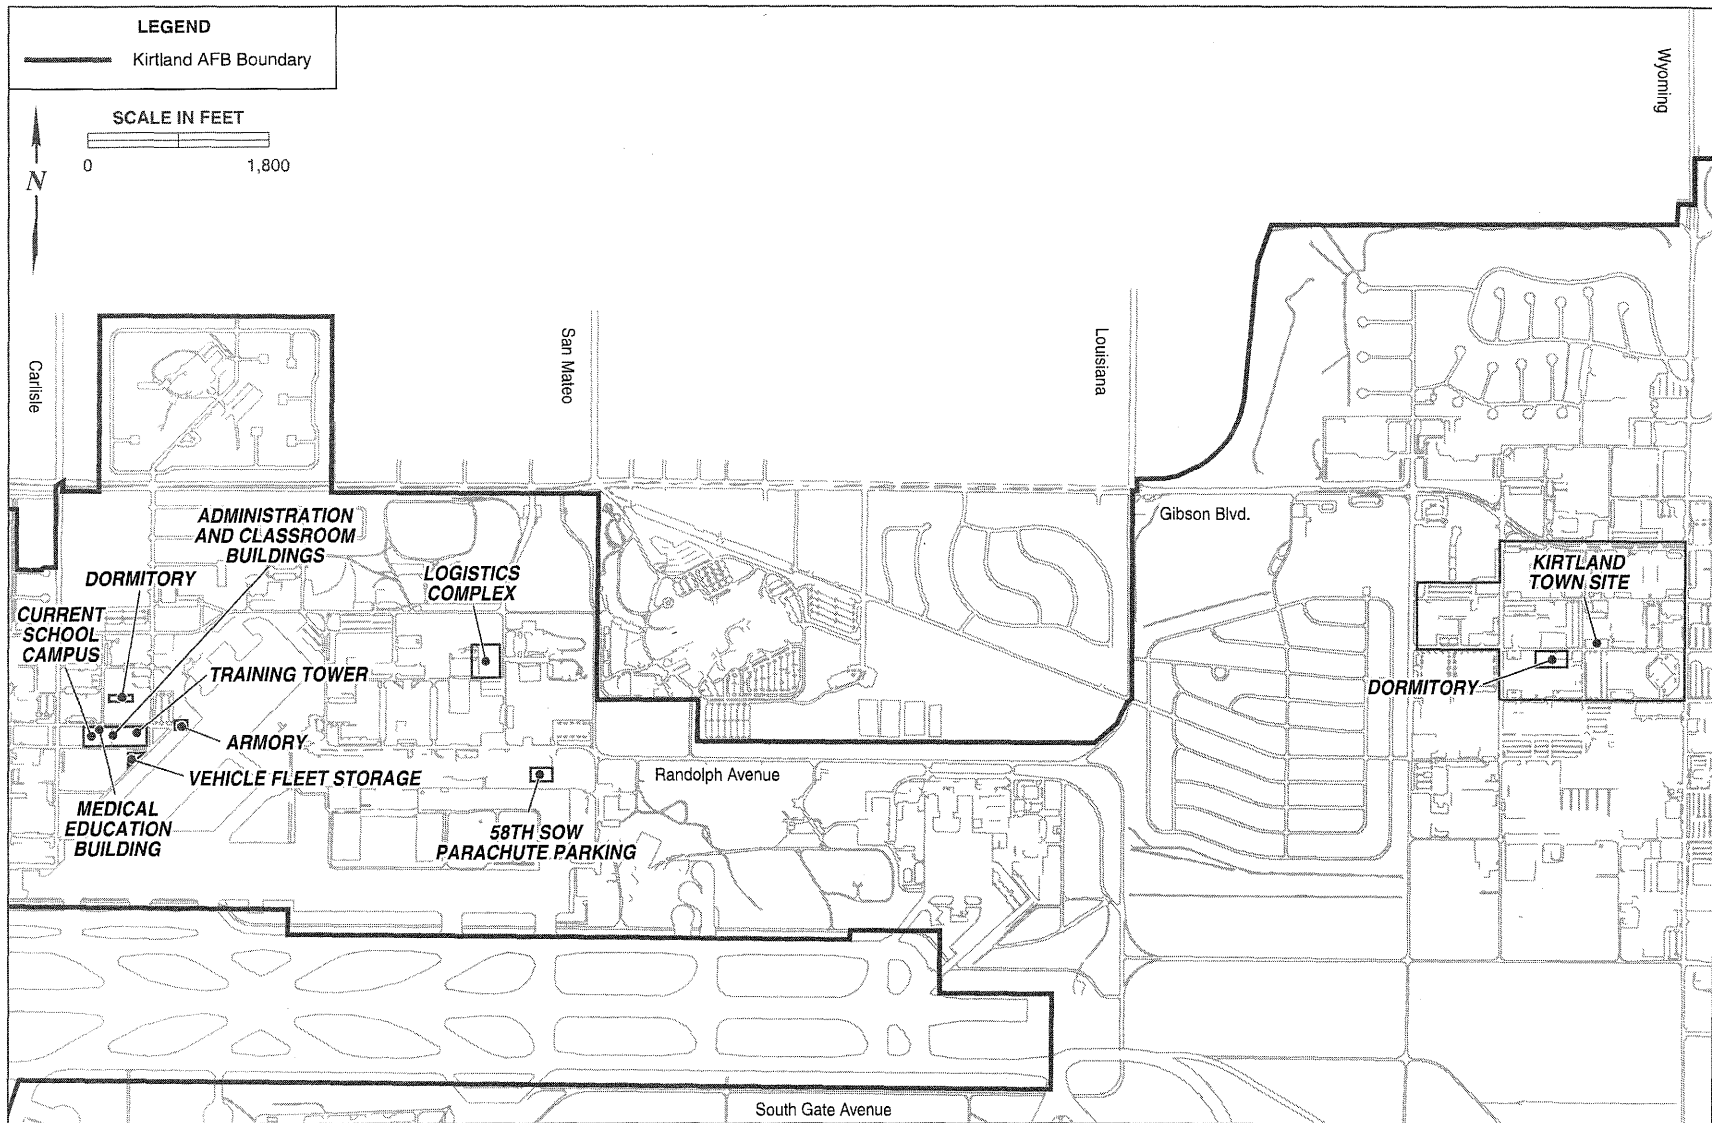 LEGEND
Kirtland AFB Boundary
SCALE IN FEET
0 1,800
N
Wyoming
Carlisle
San Mateo
Louisiana
Gibson Blvd.
ADMINISTRATION
AND CLASSROOM
BUILDINGS
DORMITORY
LOGISTICS
COMPLEX
KIRTLAND
TOWN SITE
CURRENT
SCHOOL
CAMPUS
TRAINING TOWER
DORMITORY
ARMORY
VEHICLE FLEET STORAGE
Randolph Avenue
MEDICAL
EDUCATION
BUILDING
58TH SOW
PARACHUTE PARKING
South Gate Avenue